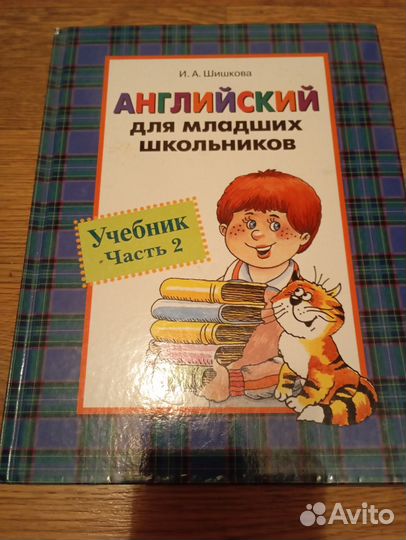 И. А. Шишкова
АНГЛИЙСКИЙ
для младших
школьников
Учебник
Часть 2
Avito